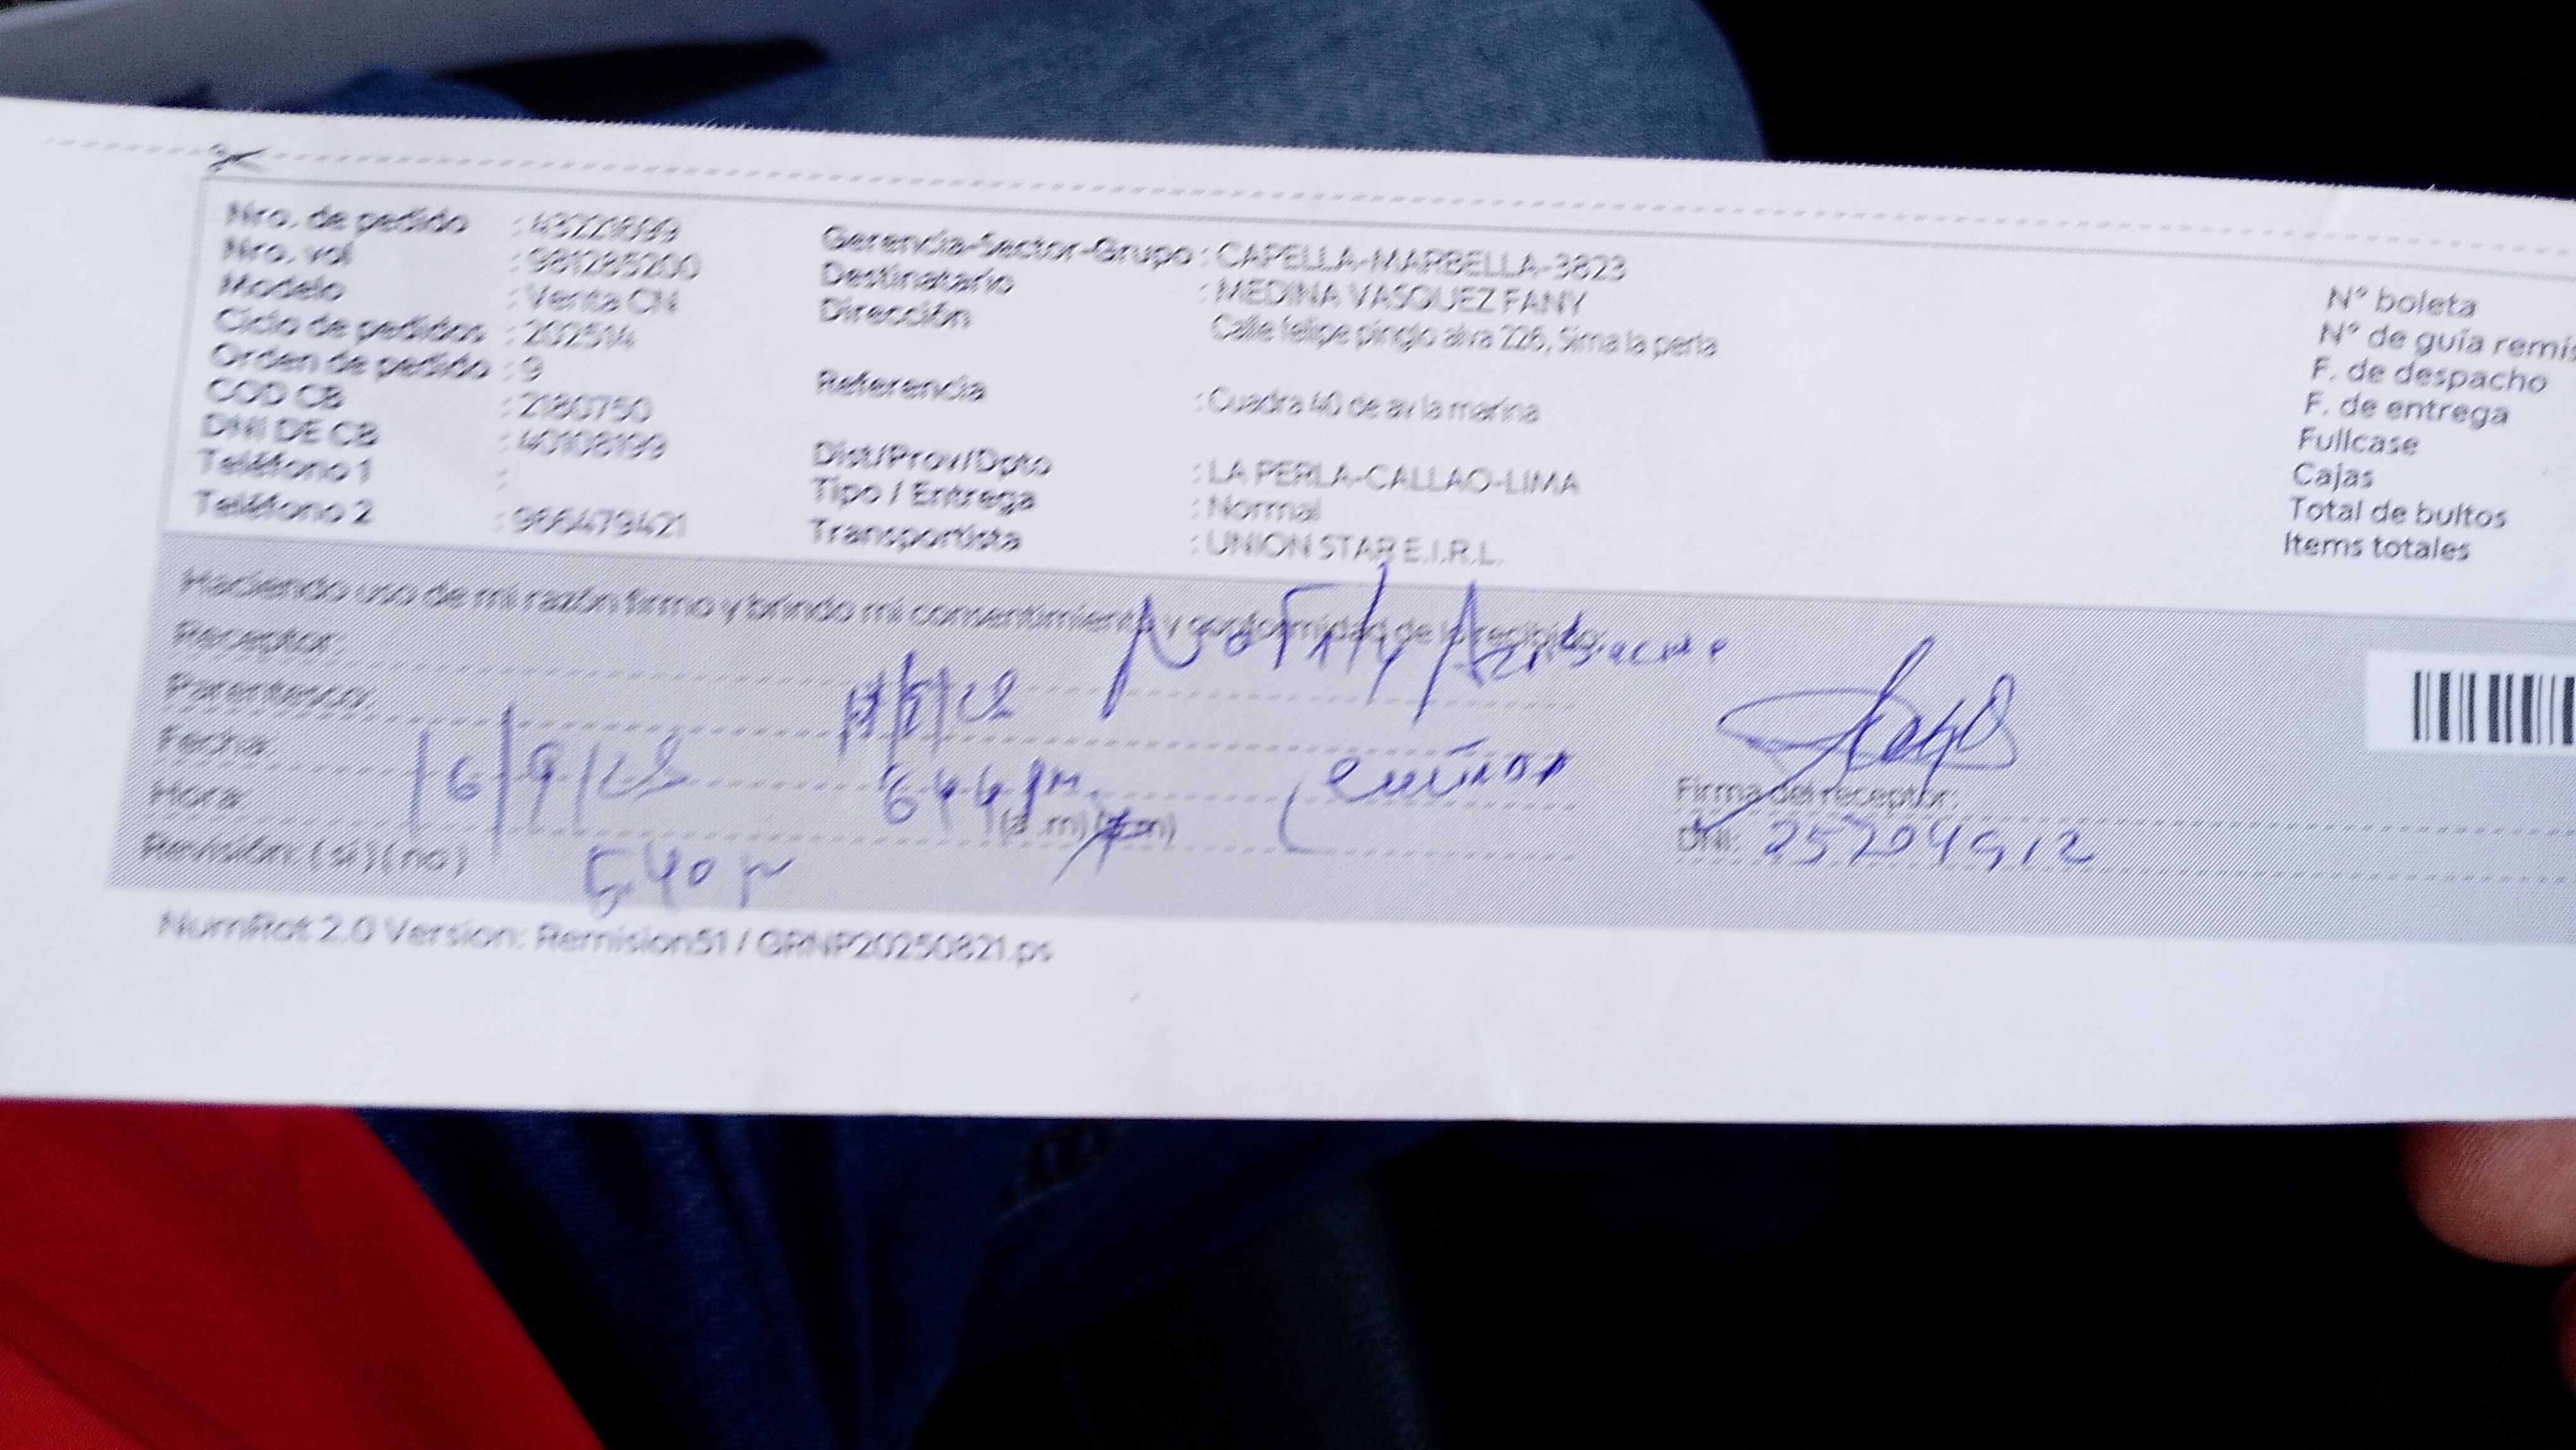 Nro. de pedido : 43221899
Nro. vol : 981285200
Modelo : Venta CN
Ciclo de pedidos : 202514
Orden de pedido : 9
COD CB : 2180750
DNI DE CB : 40108199
Teléfono 1 :
Teléfono 2 : 966479421
Gerencia-Sector-Grupo : CAPELLA-MARBELLA-3823
Destinatario : MEDINA VASQUEZ FANY
Dirección Calle felipe pinglo alva 226, Sima la perla
Referencia : Cuadra 40 de av la marina
Dist/Prov/Dpto : LA PERLA-CALLAO-LIMA
Tipo / Entrega : Normal
Transportista : UNION STAR E.I.R.L.
N° boleta
N° de guía remis
F. de despacho
F. de entrega
Fullcase
Cajas
Total de bultos
Items totales
Haciendo uso de mi razón firmo y brindo mi consentimiento y conformidad de lo recibido:
Receptor:
Parentesco:
Fecha: 16/9/25
Hora: 644 pm (a .m) (p.m)
Revisión: ( si ) ( no ) 5.40 p
Firma del receptor:
DNI: 25704912
NumRot 2.0 Version: Remision51 / GRNP20250821.ps